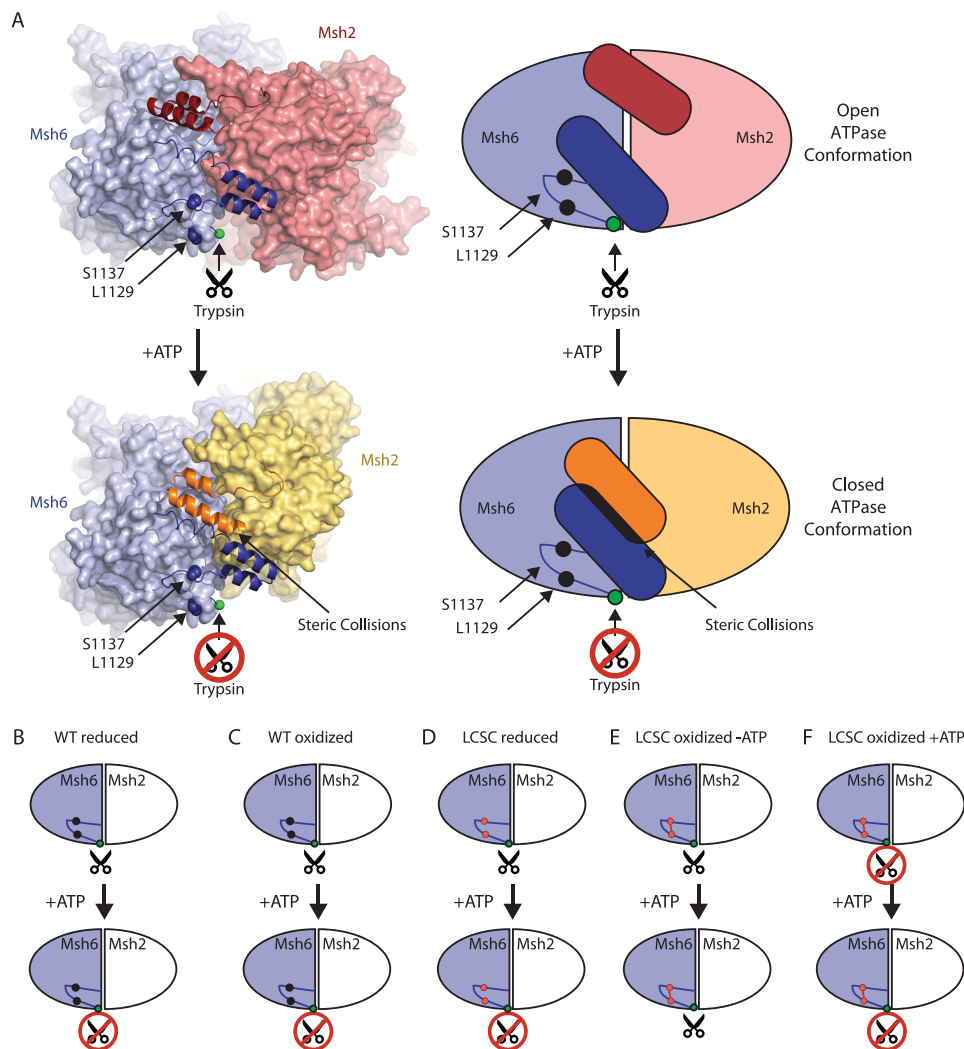 A
Msh2
Msh6
S1137
L1129
Trypsin
+ATP
Msh6
Msh2
Open
ATPase
Conformation
S1137
L1129
Trypsin
+ATP
Msh6
Msh2
S1137
L1129
Steric Collisions
Trypsin
Msh6
Msh2
Closed
ATPase
Conformation
S1137
L1129
Steric Collisions
Trypsin
B WT reduced
Msh6 Msh2
+ATP
Msh6 Msh2
C WT oxidized
Msh6 Msh2
+ATP
Msh6 Msh2
D LCSC reduced
Msh6 Msh2
+ATP
Msh6 Msh2
E LCSC oxidized -ATP
Msh6 Msh2
+ATP
Msh6 Msh2
F LCSC oxidized +ATP
Msh6 Msh2
+ATP
Msh6 Msh2